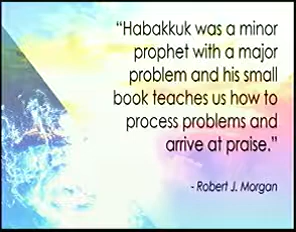 “Habakkuk was a minor
prophet with a major
problem and his small
book teaches us how to
process problems and
arrive at praise.”
- Robert J. Morgan